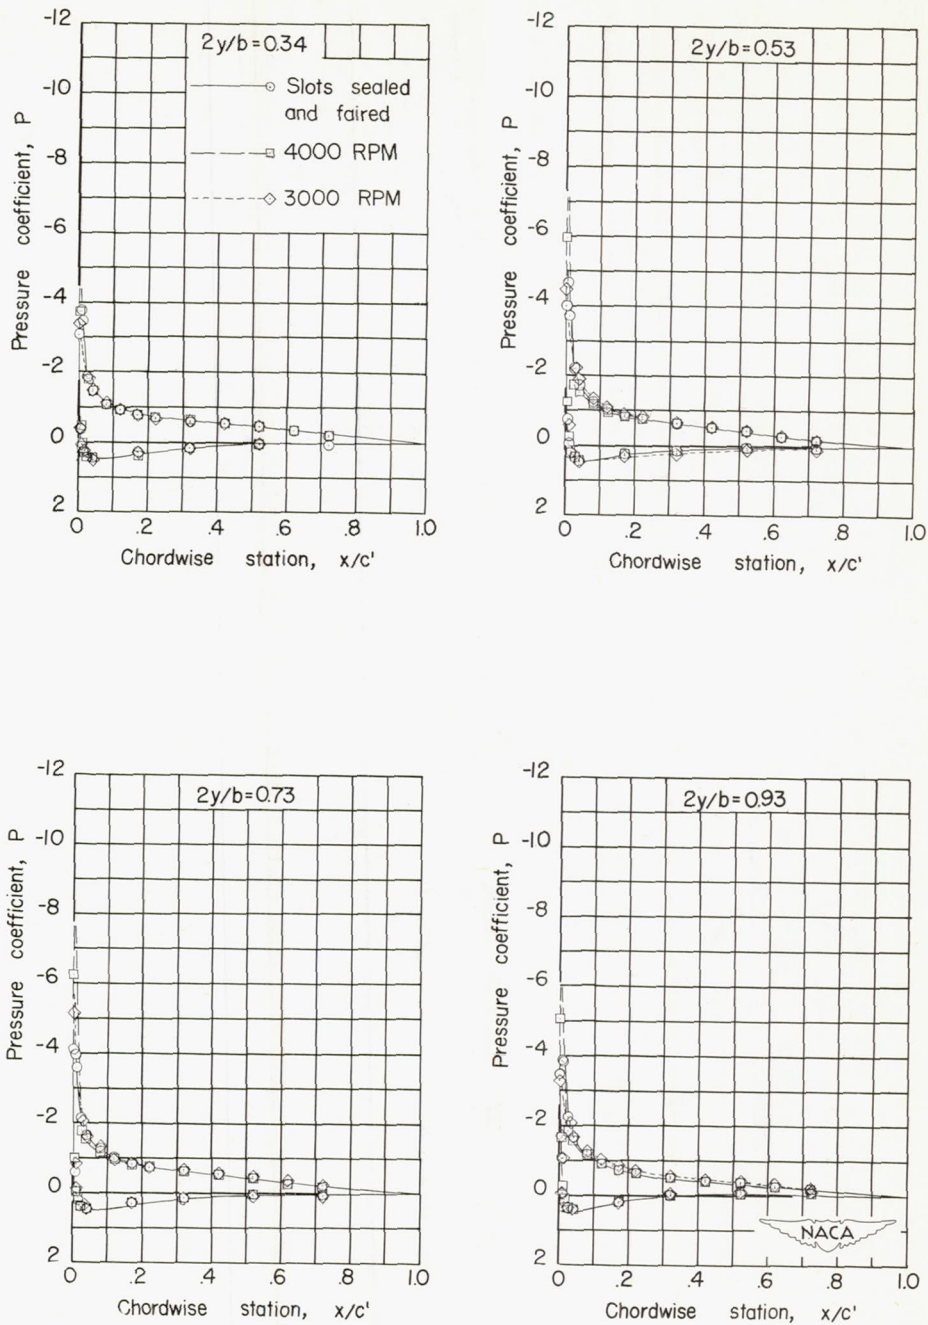 2y/b=0.34
Slots sealed
and faired
4000 RPM
3000 RPM
-12
-10
-8
-6
-4
-2
0
2
Pressure coefficient, P
0 .2 .4 .6 .8 1.0
Chordwise station, x/c'
2y/b=0.53
-12
-10
-8
-6
-4
-2
0
2
Pressure coefficient, P
0 .2 .4 .6 .8 1.0
Chordwise station, x/c'
2y/b=0.73
-12
-10
-8
-6
-4
-2
0
2
Pressure coefficient, P
0 .2 .4 .6 .8 1.0
Chordwise station, x/c'
2y/b=0.93
-12
-10
-8
-6
-4
-2
0
2
Pressure coefficient, P
NACA
0 .2 .4 .6 .8 1.0
Chordwise station, x/c'